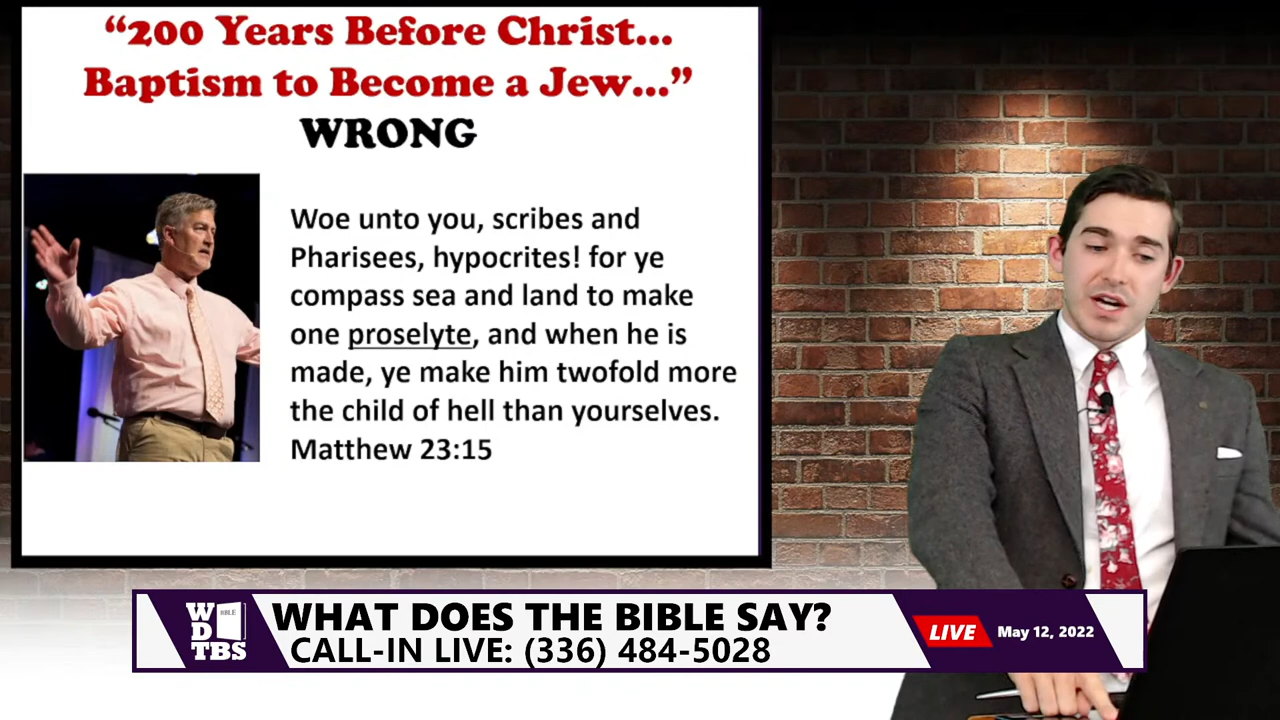 “200 Years Before Christ...
Baptism to Become a Jew...”
WRONG
Woe unto you, scribes and
Pharisees, hypocrites! for ye
compass sea and land to make
one proselyte, and when he is
made, ye make him twofold more
the child of hell than yourselves.
Matthew 23:15
W
BIBLE
D
TBS
WHAT DOES THE BIBLE SAY?
CALL-IN LIVE: (336) 484-5028
LIVE
May 12, 2022